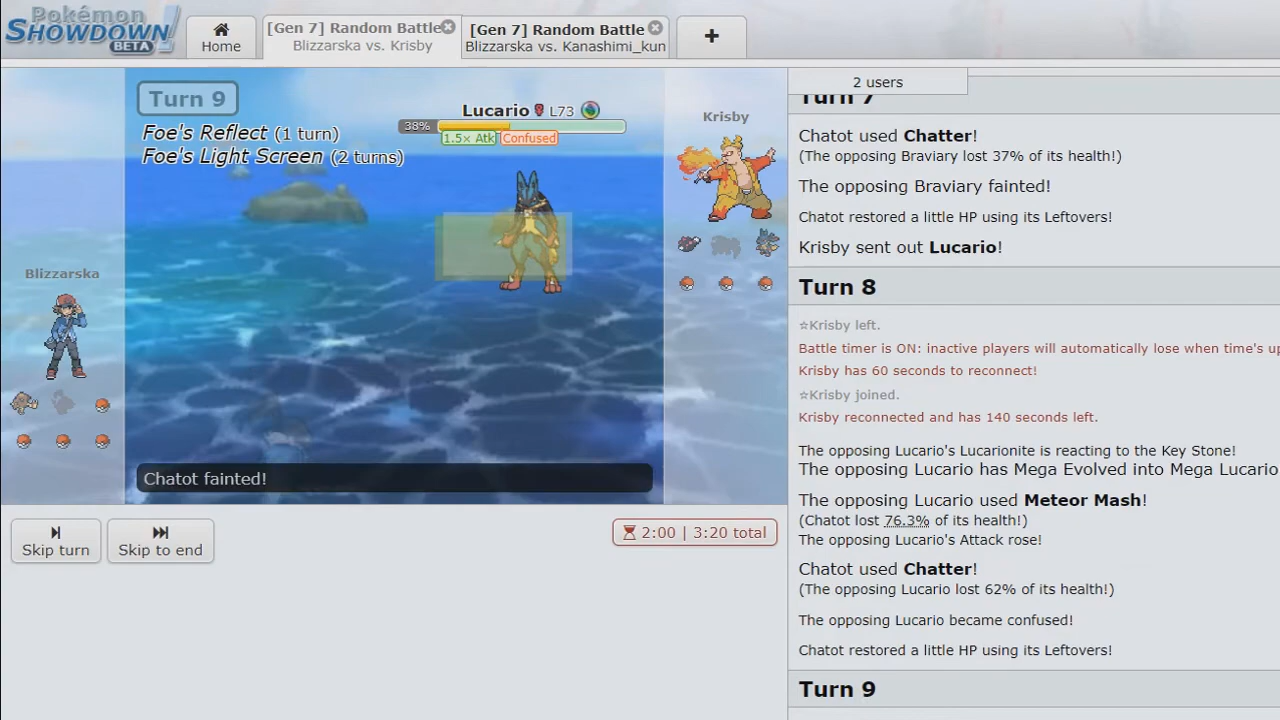 Pokémon
SHOWDOWN!
BETA
Home
[Gen 7] Random Battle
Blizzarska vs. Krisby
[Gen 7] Random Battle
Blizzarska vs. Kanashimi_kun
2 users
Turn 9
Foe's Reflect (1 turn)
Foe's Light Screen (2 turns)
Lucario L73
38%
1.5× Atk Confused
Krisby
Blizzarska
Chatot fainted!
Skip turn
Skip to end
2:00 | 3:20 total
Turn 7
Chatot used Chatter!
(The opposing Braviary lost 37% of its health!)
The opposing Braviary fainted!
Chatot restored a little HP using its Leftovers!
Krisby sent out Lucario!
Turn 8
☆Krisby left.
Battle timer is ON: inactive players will automatically lose when time's up
Krisby has 60 seconds to reconnect!
☆Krisby joined.
Krisby reconnected and has 140 seconds left.
The opposing Lucario's Lucarionite is reacting to the Key Stone!
The opposing Lucario has Mega Evolved into Mega Lucario
The opposing Lucario used Meteor Mash!
(Chatot lost 76.3% of its health!)
The opposing Lucario's Attack rose!
Chatot used Chatter!
(The opposing Lucario lost 62% of its health!)
The opposing Lucario became confused!
Chatot restored a little HP using its Leftovers!
Turn 9